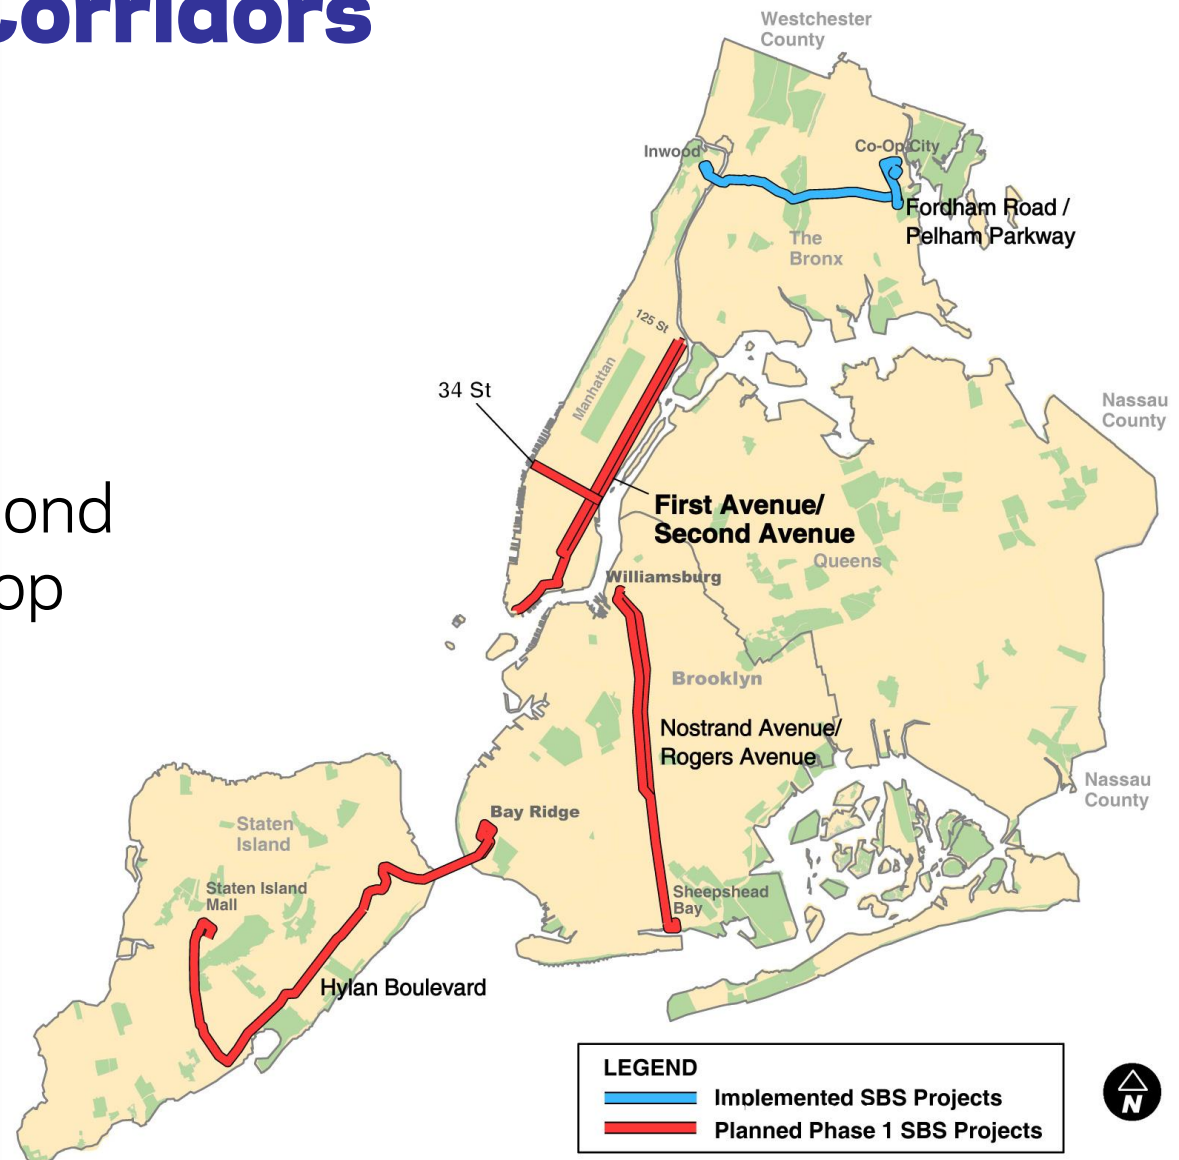 Corridors
Westchester
County
Inwood
Co-Op City
Fordham Road /
Pelham Parkway
The
Bronx
125 St
Manhattan
34 St
Nassau
County
ond
op
First Avenue/
Second Avenue
Queens
Williamsburg
Brooklyn
Nostrand Avenue/
Rogers Avenue
Nassau
County
Bay Ridge
Staten
Island
Staten Island
Mall
Sheepshead
Bay
Hylan Boulevard
LEGEND
Implemented SBS Projects
Planned Phase 1 SBS Projects
N